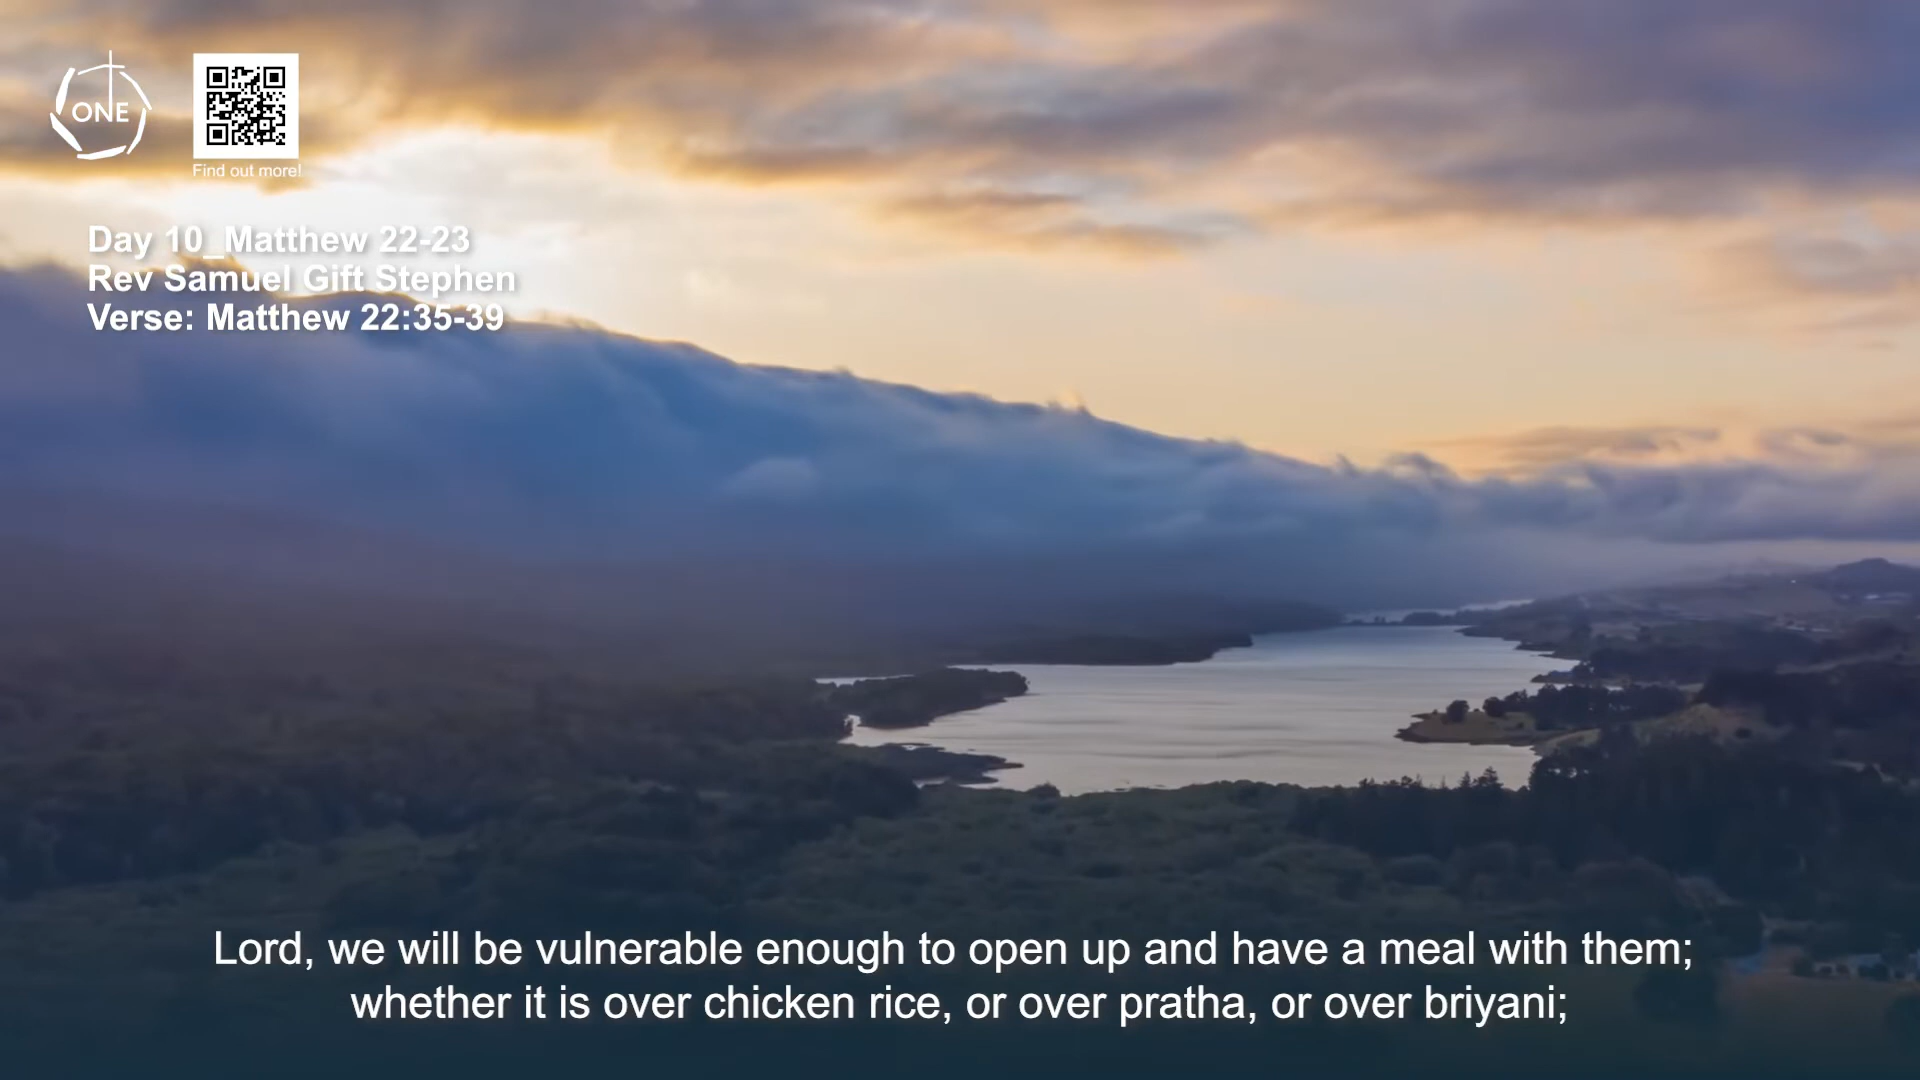 ONE
Find out more!
Day 10_Matthew 22-23
Rev Samuel Gift Stephen
Verse: Matthew 22:35-39
Lord, we will be vulnerable enough to open up and have a meal with them;
whether it is over chicken rice, or over pratha, or over briyani;